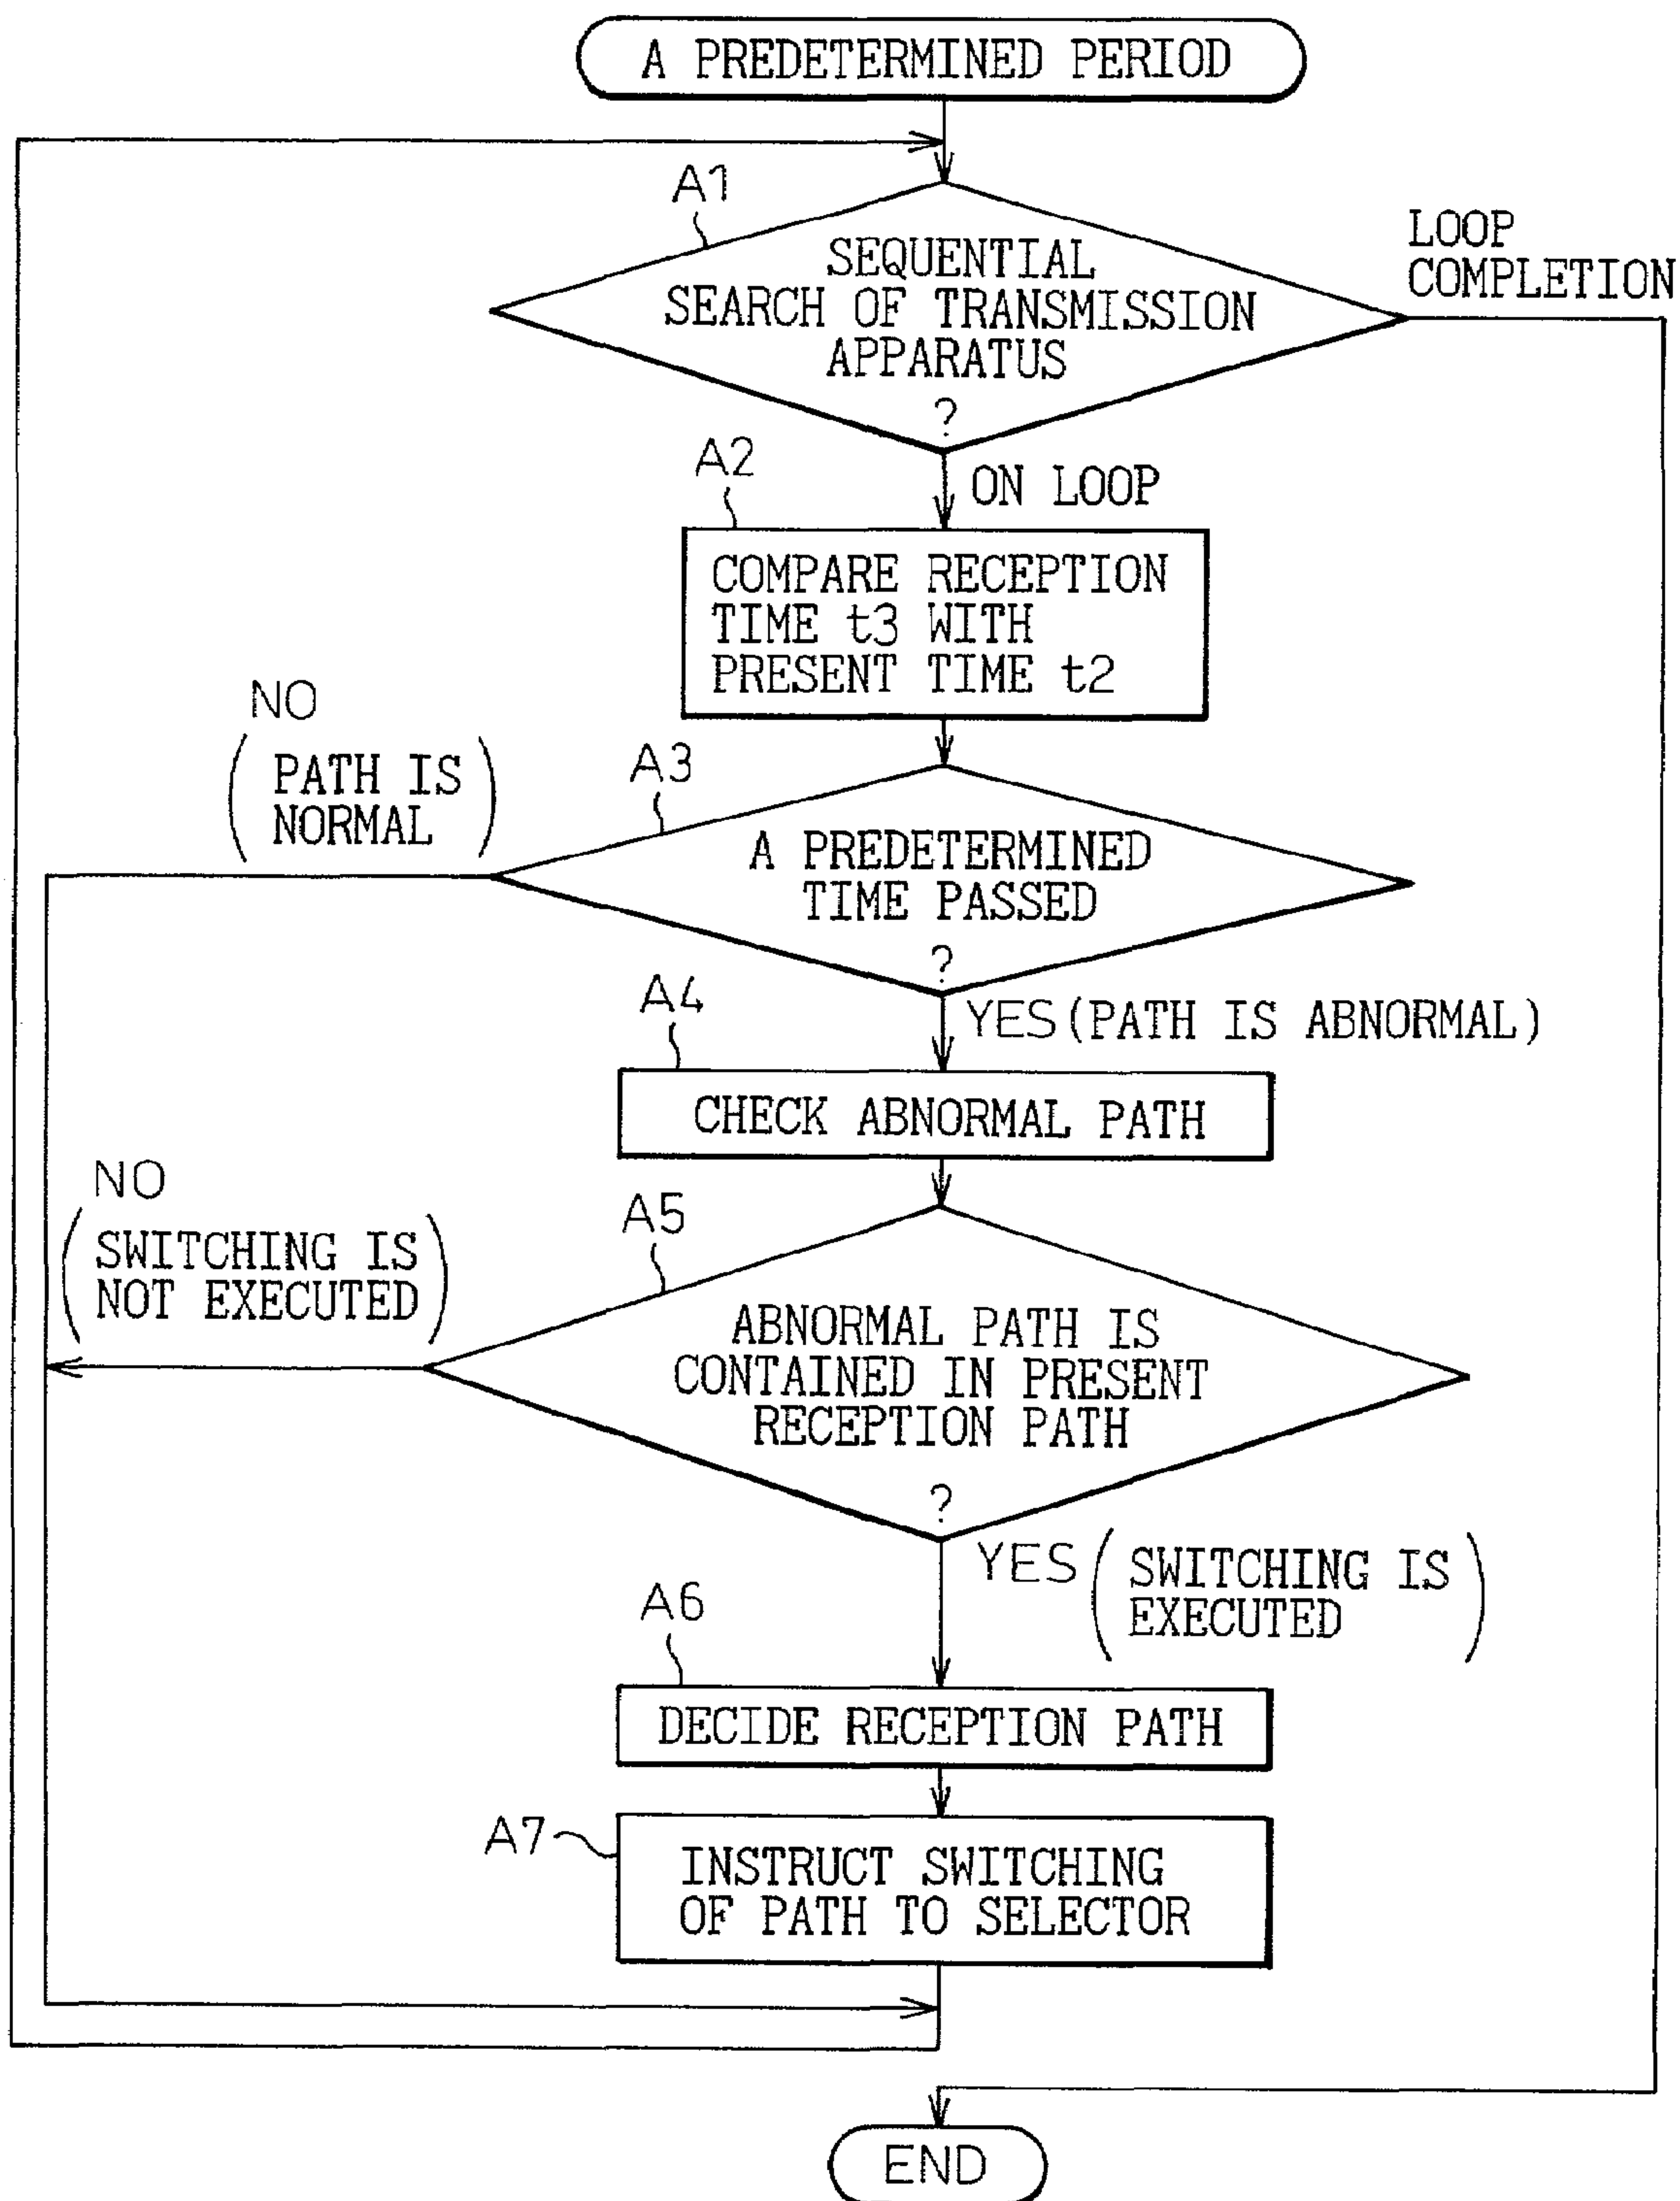 A PREDETERMINED PERIOD
A1
SEQUENTIAL
SEARCH OF TRANSMISSION
APPARATUS
?
LOOP
COMPLETION
A2
ON LOOP
COMPARE RECEPTION
TIME t3 WITH
PRESENT TIME t2
NO
( PATH IS
NORMAL )
A3
A PREDETERMINED
TIME PASSED
?
A4
YES (PATH IS ABNORMAL)
CHECK ABNORMAL PATH
NO
( SWITCHING IS
NOT EXECUTED )
A5
ABNORMAL PATH IS
CONTAINED IN PRESENT
RECEPTION PATH
?
YES ( SWITCHING IS
EXECUTED )
A6
DECIDE RECEPTION PATH
A7
INSTRUCT SWITCHING
OF PATH TO SELECTOR
END